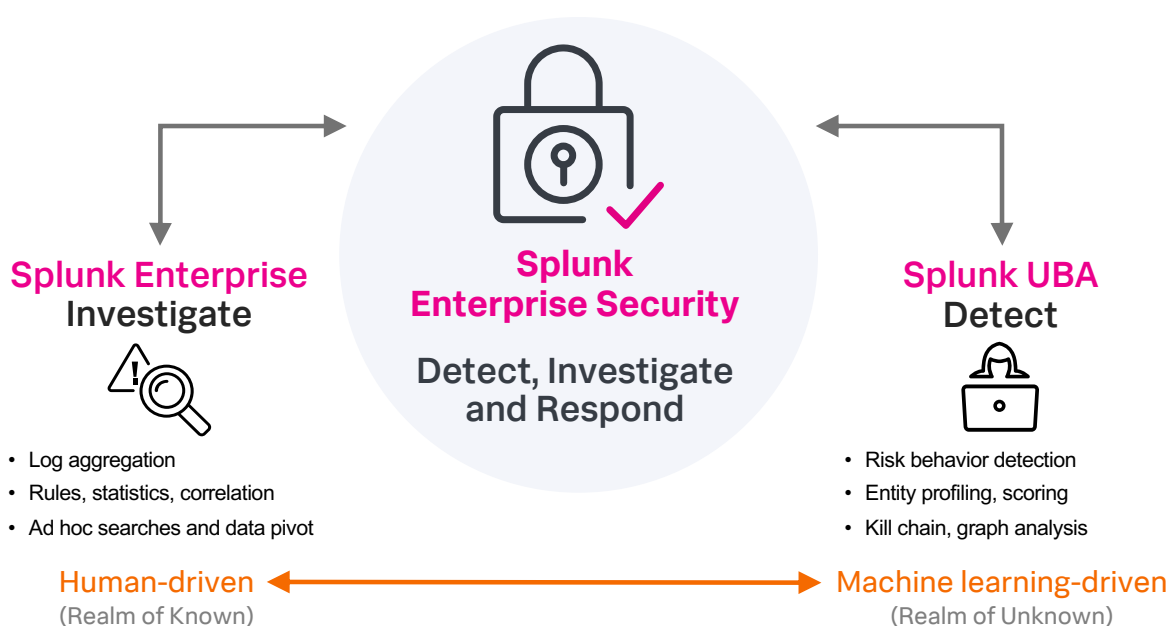 Splunk Enterprise
Investigate
• Log aggregation
• Rules, statistics, correlation
• Ad hoc searches and data pivot
Splunk
Enterprise Security
Detect, Investigate
and Respond
Splunk UBA
Detect
• Risk behavior detection
• Entity profiling, scoring
• Kill chain, graph analysis
Human-driven
(Realm of Known)
Machine learning-driven
(Realm of Unknown)